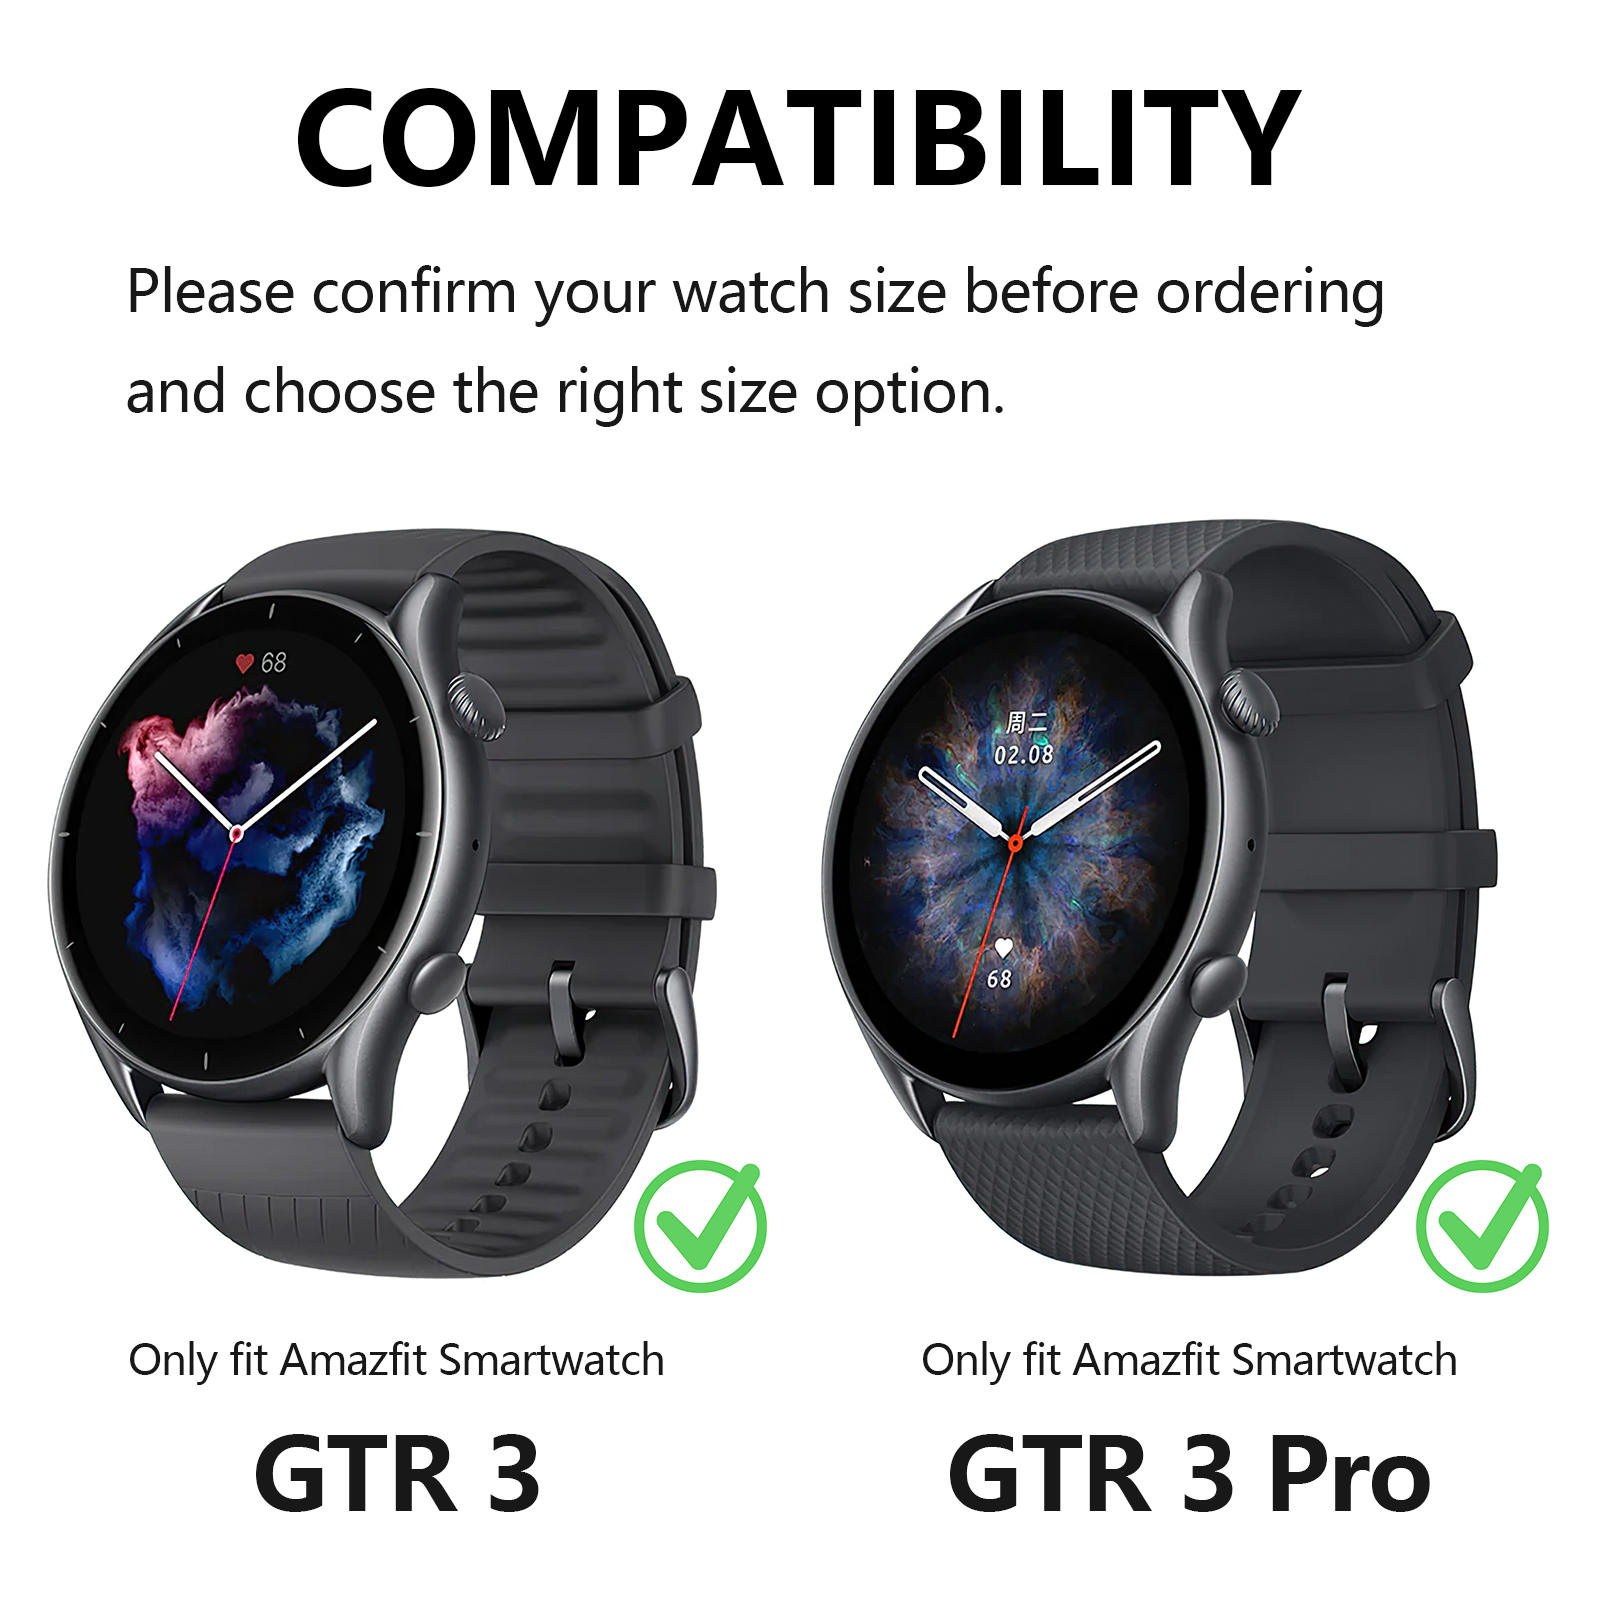 COMPATIBILITY
Please confirm your watch size before ordering
and choose the right size option.
68
周二
02.08
68
Only fit Amazfit Smartwatch
GTR 3
Only fit Amazfit Smartwatch
GTR 3 Pro